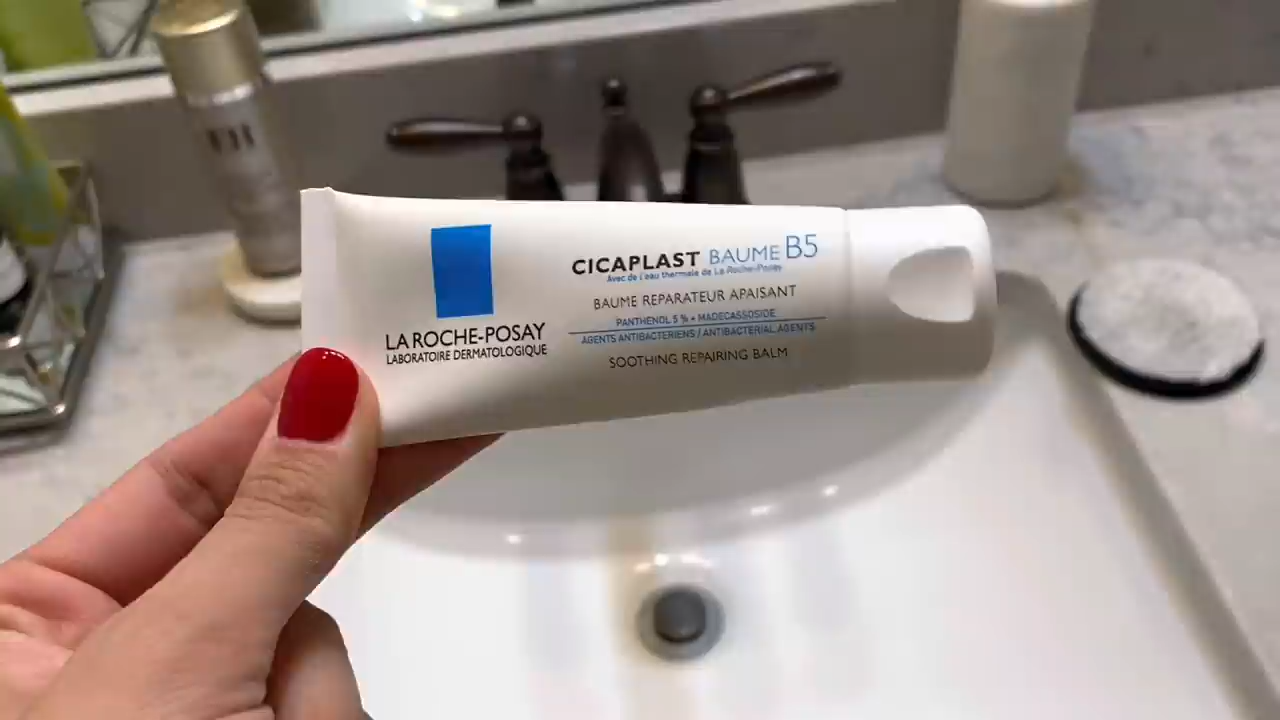 LA ROCHE-POSAY
LABORATOIRE DERMATOLOGIQUE
CICAPLAST BAUME B5
Avec de l'eau thermale de La Roche-Posay
BAUME REPARATEUR APAISANT
PANTHENOL 5 % • MADECASSOSIDE
AGENTS ANTIBACTERIENS / ANTIBACTERIAL AGENTS
SOOTHING REPAIRING BALM